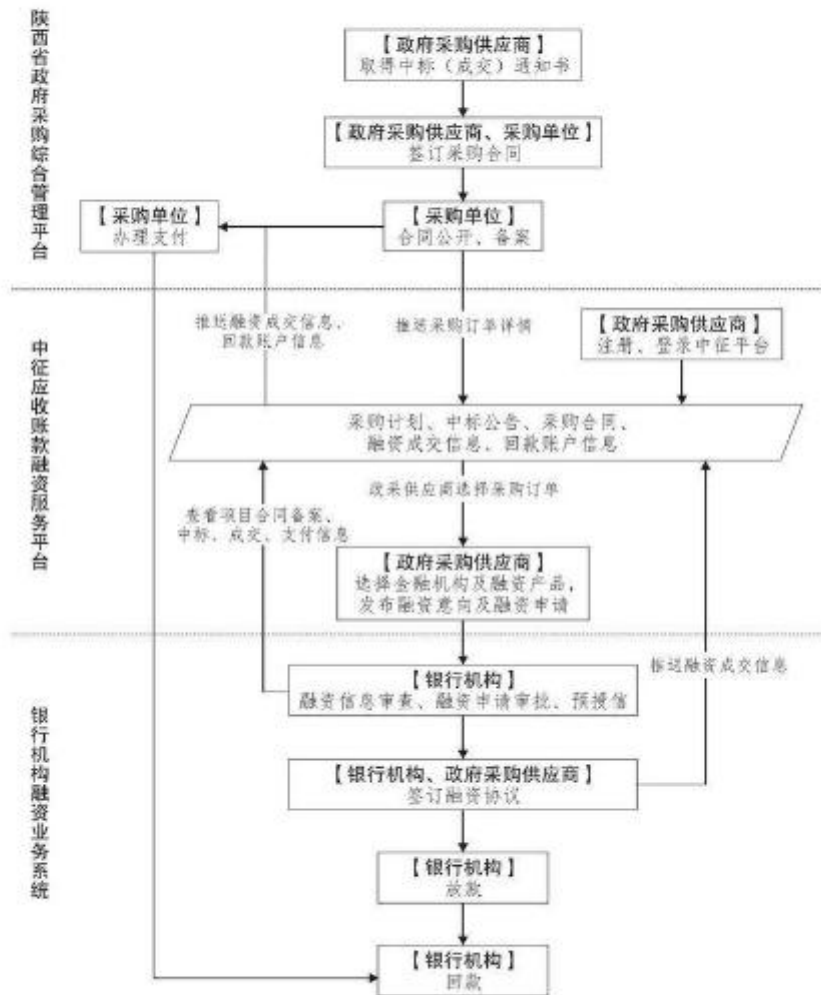 陕西省政府采购综合管理平台
【政府采购供应商】
取得中标（成交）通知书
【政府采购供应商、采购单位】
签订采购合同
【采购单位】
办理支付
【采购单位】
合同公开、备案
中征应收账款融资服务平台
推送融资成交信息、
回款账户信息
推送采购订单详情
【政府采购供应商】
注册、登录中征平台
采购计划、中标公告、采购合同、
融资成交信息、回款账户信息
政采供应商选择采购订单
查看项目合同备案、
中标、成交、支付信息
【政府采购供应商】
选择金融机构及融资产品，
发布融资意向及融资申请
银行机构融资业务系统
【银行机构】
融资信息审查、融资申请审批、预授信
推送融资成交信息
【银行机构、政府采购供应商】
签订融资协议
【银行机构】
放款
【银行机构】
回款